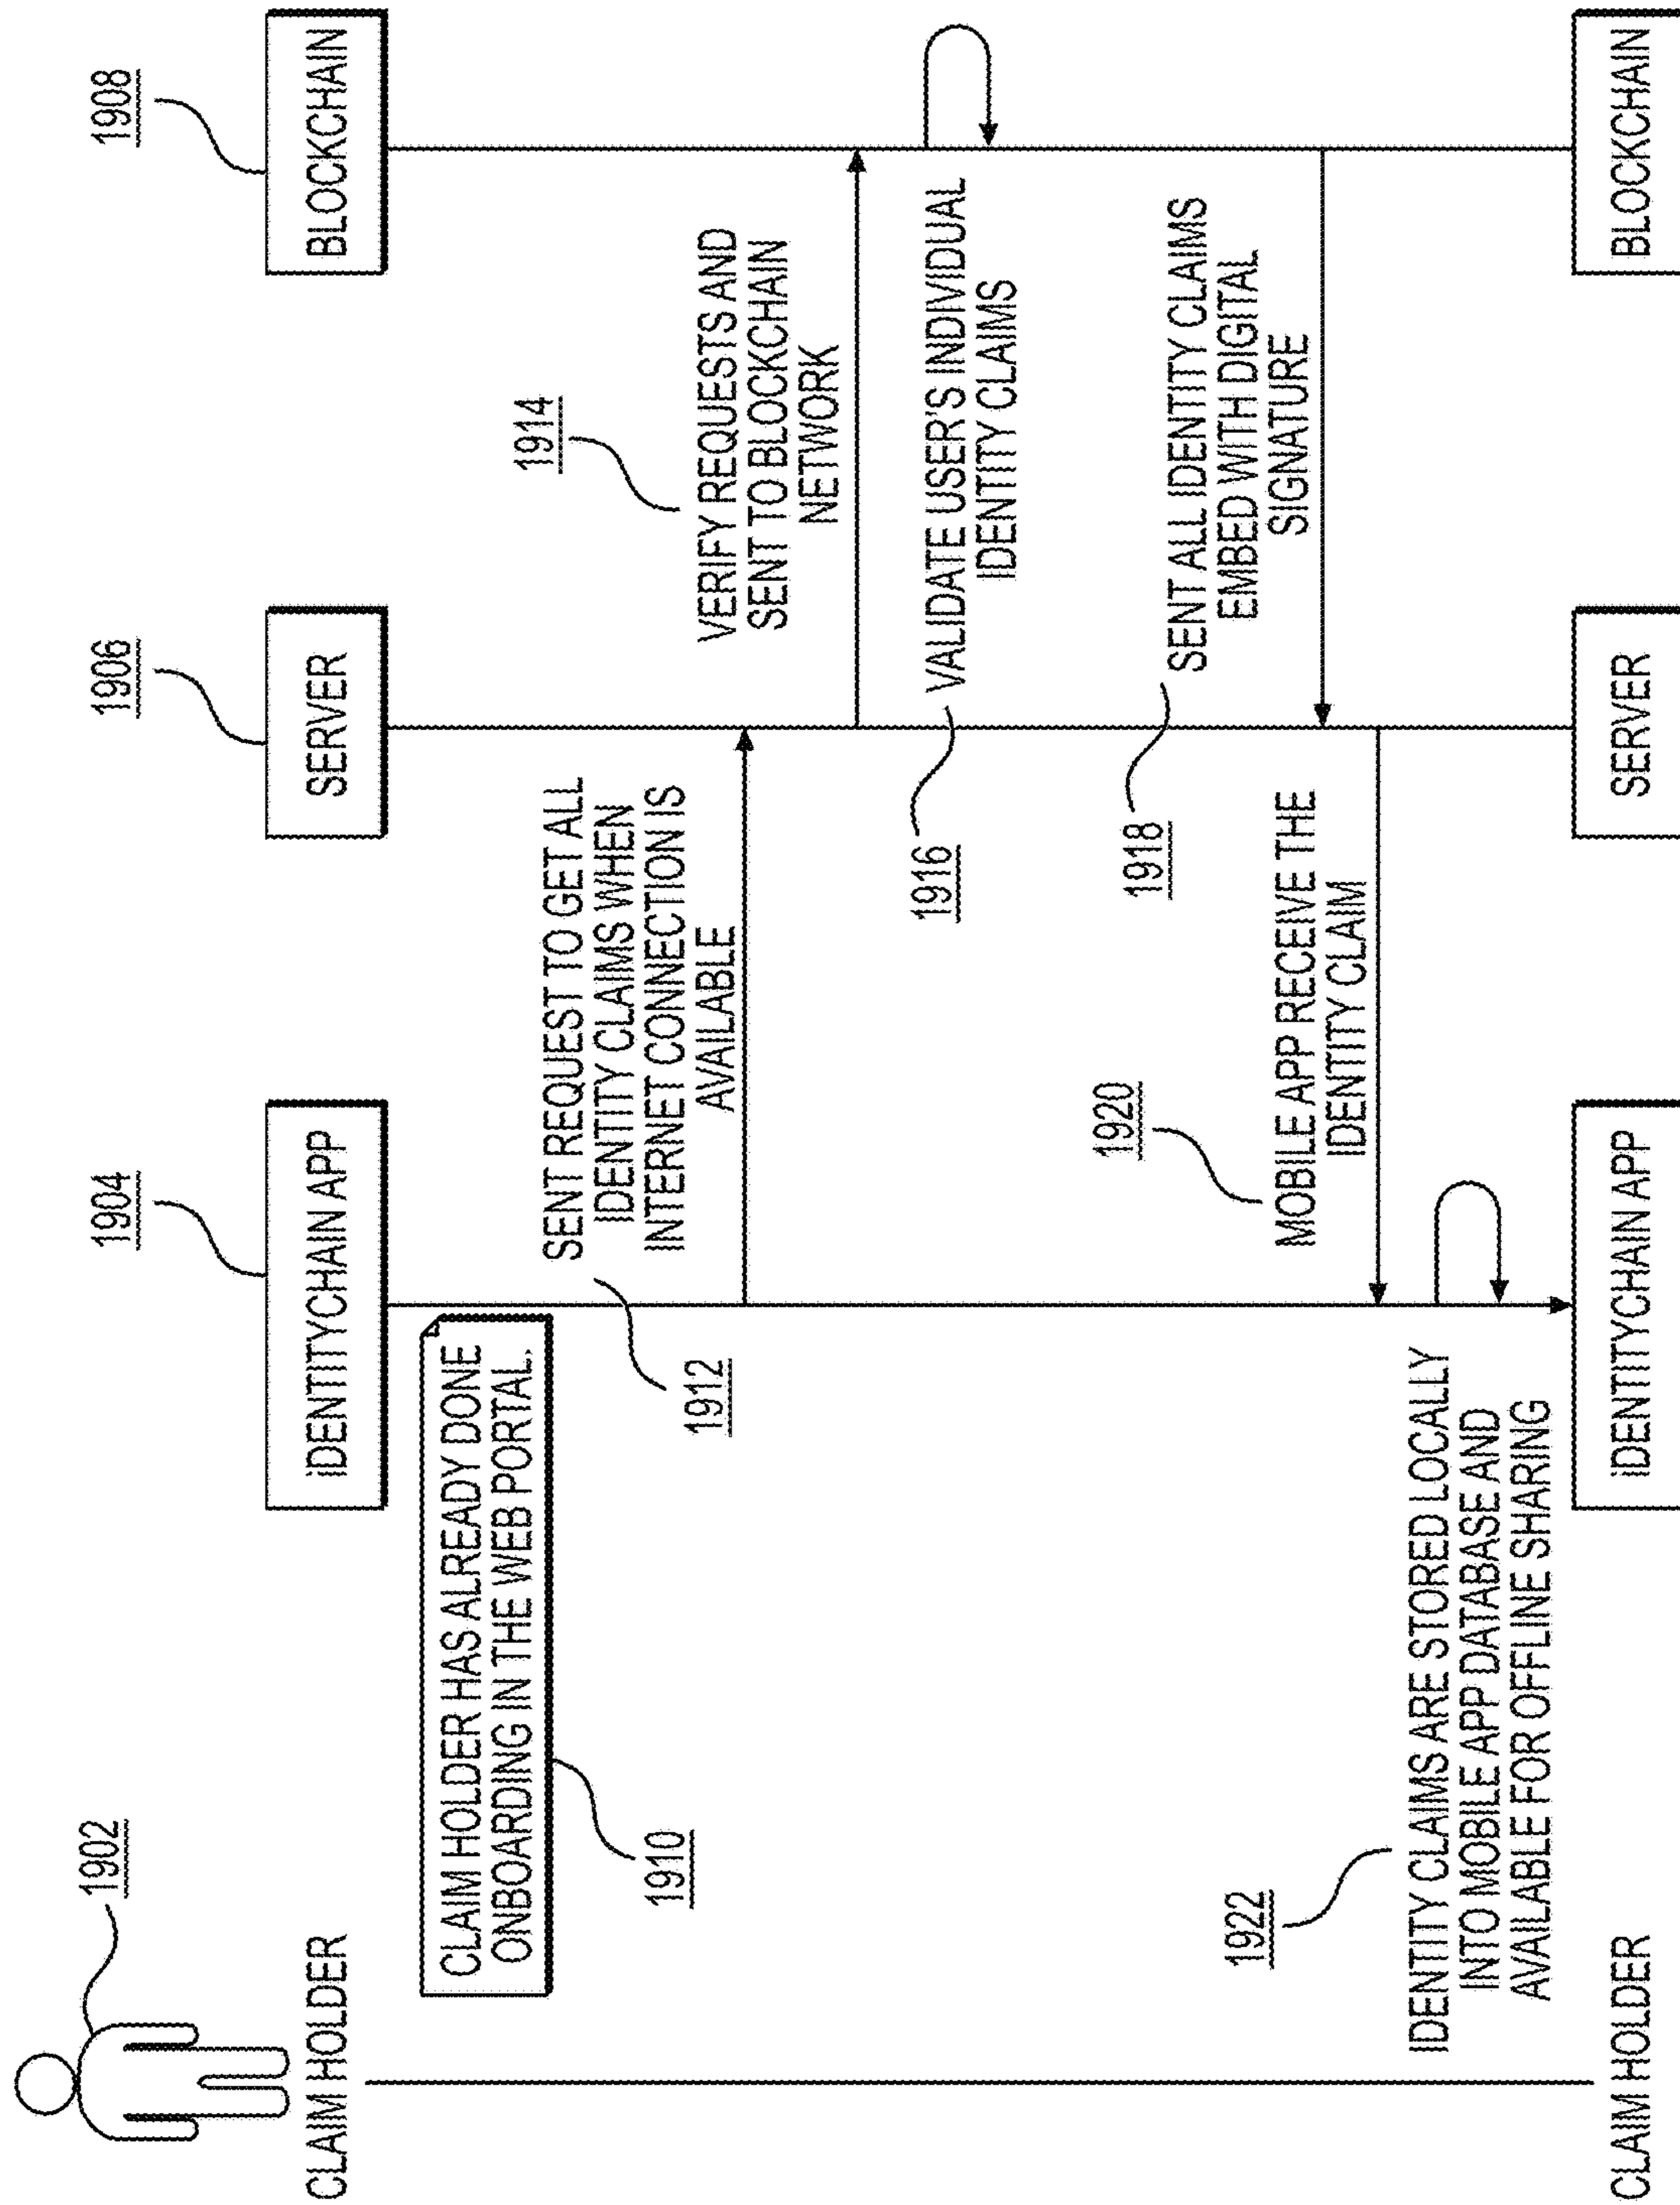 1902
1904
1906
1908
CLAIM HOLDER
iDENTITYCHAIN APP
SERVER
BLOCKCHAIN
CLAIM HOLDER HAS ALREADY DONE
ONBOARDING IN THE WEB PORTAL.
1910
SENT REQUEST TO GET ALL
IDENTITY CLAIMS WHEN
INTERNET CONNECTION IS
AVAILABLE
1912
1914
VERIFY REQUESTS AND
SENT TO BLOCKCHAIN
NETWORK
1916
VALIDATE USER'S INDIVIDUAL
IDENTITY CLAIMS
1918
SENT ALL IDENTITY CLAIMS
EMBED WITH DIGITAL
SIGNATURE
1920
MOBILE APP RECEIVE THE
IDENTITY CLAIM
1922
IDENTITY CLAIMS ARE STORED LOCALLY
INTO MOBILE APP DATABASE AND
AVAILABLE FOR OFFLINE SHARING
CLAIM HOLDER
iDENTITYCHAIN APP
SERVER
BLOCKCHAIN